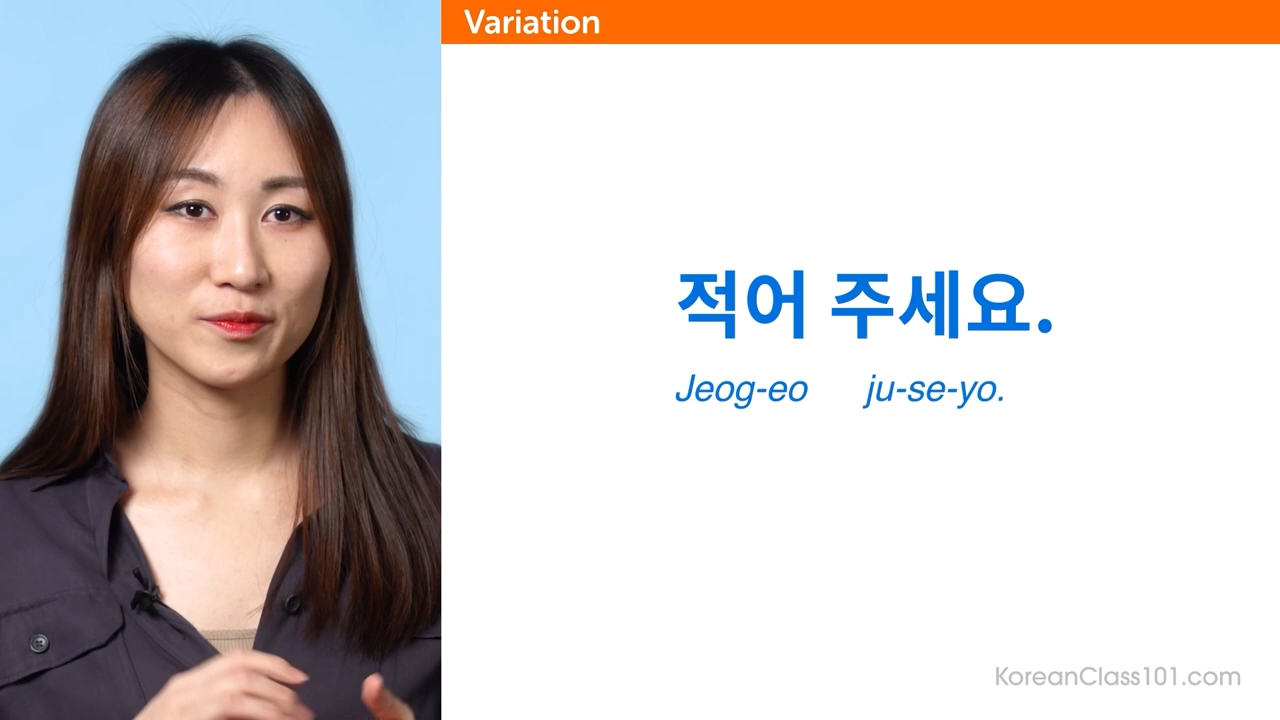 Variation
적어 주세요.
Jeog-eo ju-se-yo.
KoreanClass101.com